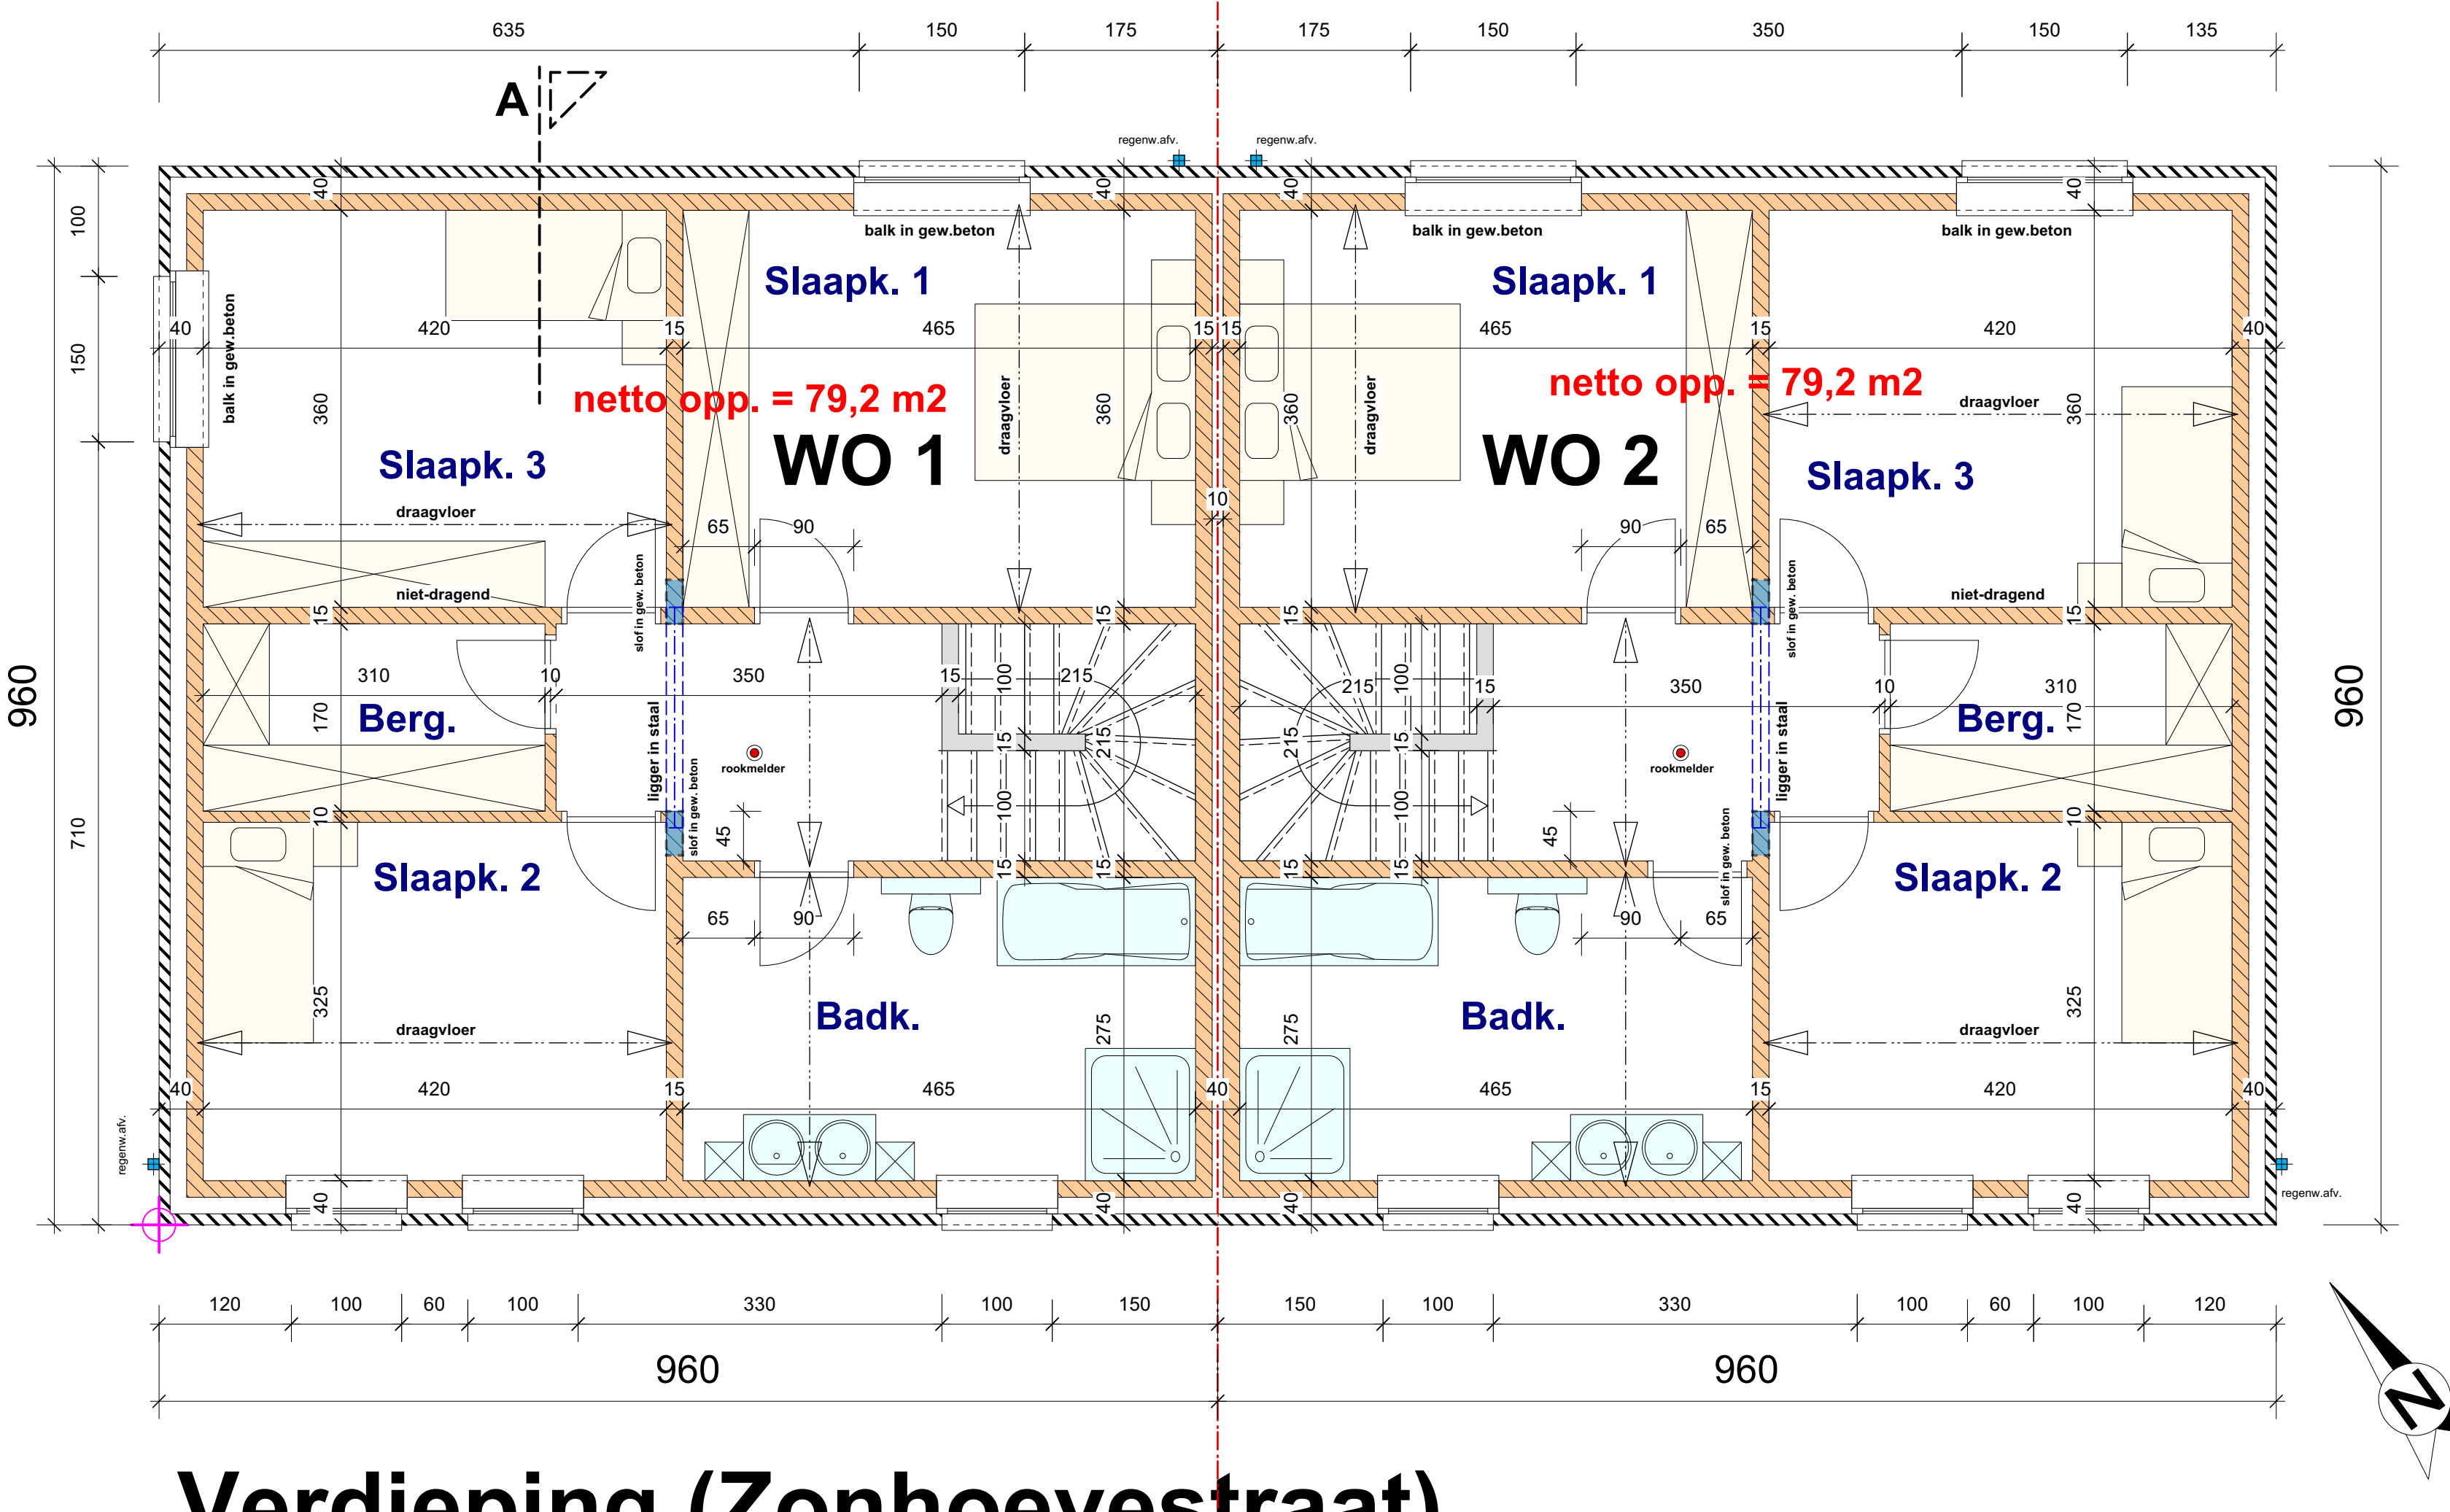 635 150 175 175 150 350 150 135
A
regenw.afv. regenw.afv.
40 40 40 40
100
balk in gew.beton balk in gew.beton balk in gew.beton
Slaapk. 1 Slaapk. 1
40 420 15 465 15 15 465 15 420 40
150
balk in gew.beton
netto opp. = 79,2 m2 netto opp. = 79,2 m2
360 draagvloer 360 360 draagvloer draagvloer 360
WO 1 WO 2
Slaapk. 3 Slaapk. 3
draagvloer 10
65 90 90 65
niet-dragend slof in gew. beton slof in gew. beton niet-dragend
15 15 15 15
310 10 350 15 100 215 215 100 15 350 10 310
960 Berg. 170 Berg. 170 960
ligger in staal 15 215 215 15 ligger in staal
rookmelder rookmelder
710 10 45 slof in gew. beton 100 100 45 slof in gew. beton 10
15 15 15 15
Slaapk. 2 Slaapk. 2
65 90 90 65
325 Badk. 275 275 Badk. 325
draagvloer draagvloer
40 420 15 465 40 465 15 420 40
regenw.afv. regenw.afv.
40 40 40 40
120 100 60 100 330 100 150 150 100 330 100 60 100 120
960 960
N
Verdieping (Zonhoevestraat)